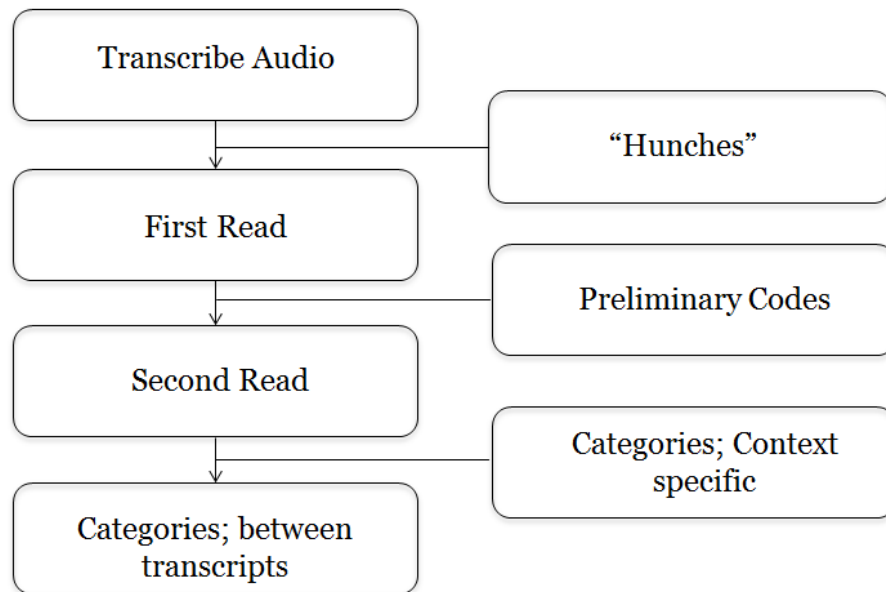 Transcribe Audio
“Hunches”
First Read
Preliminary Codes
Second Read
Categories; Context
specific
Categories; between
transcripts